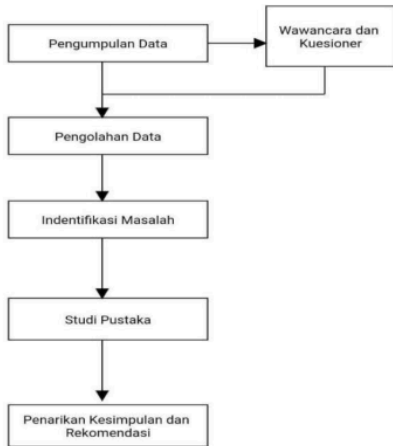 Pengumpulan Data
Wawancara dan
Kuesioner
Pengolahan Data
Indentifikasi Masalah
Studi Pustaka
Penarikan Kesimpulan dan
Rekomendasi